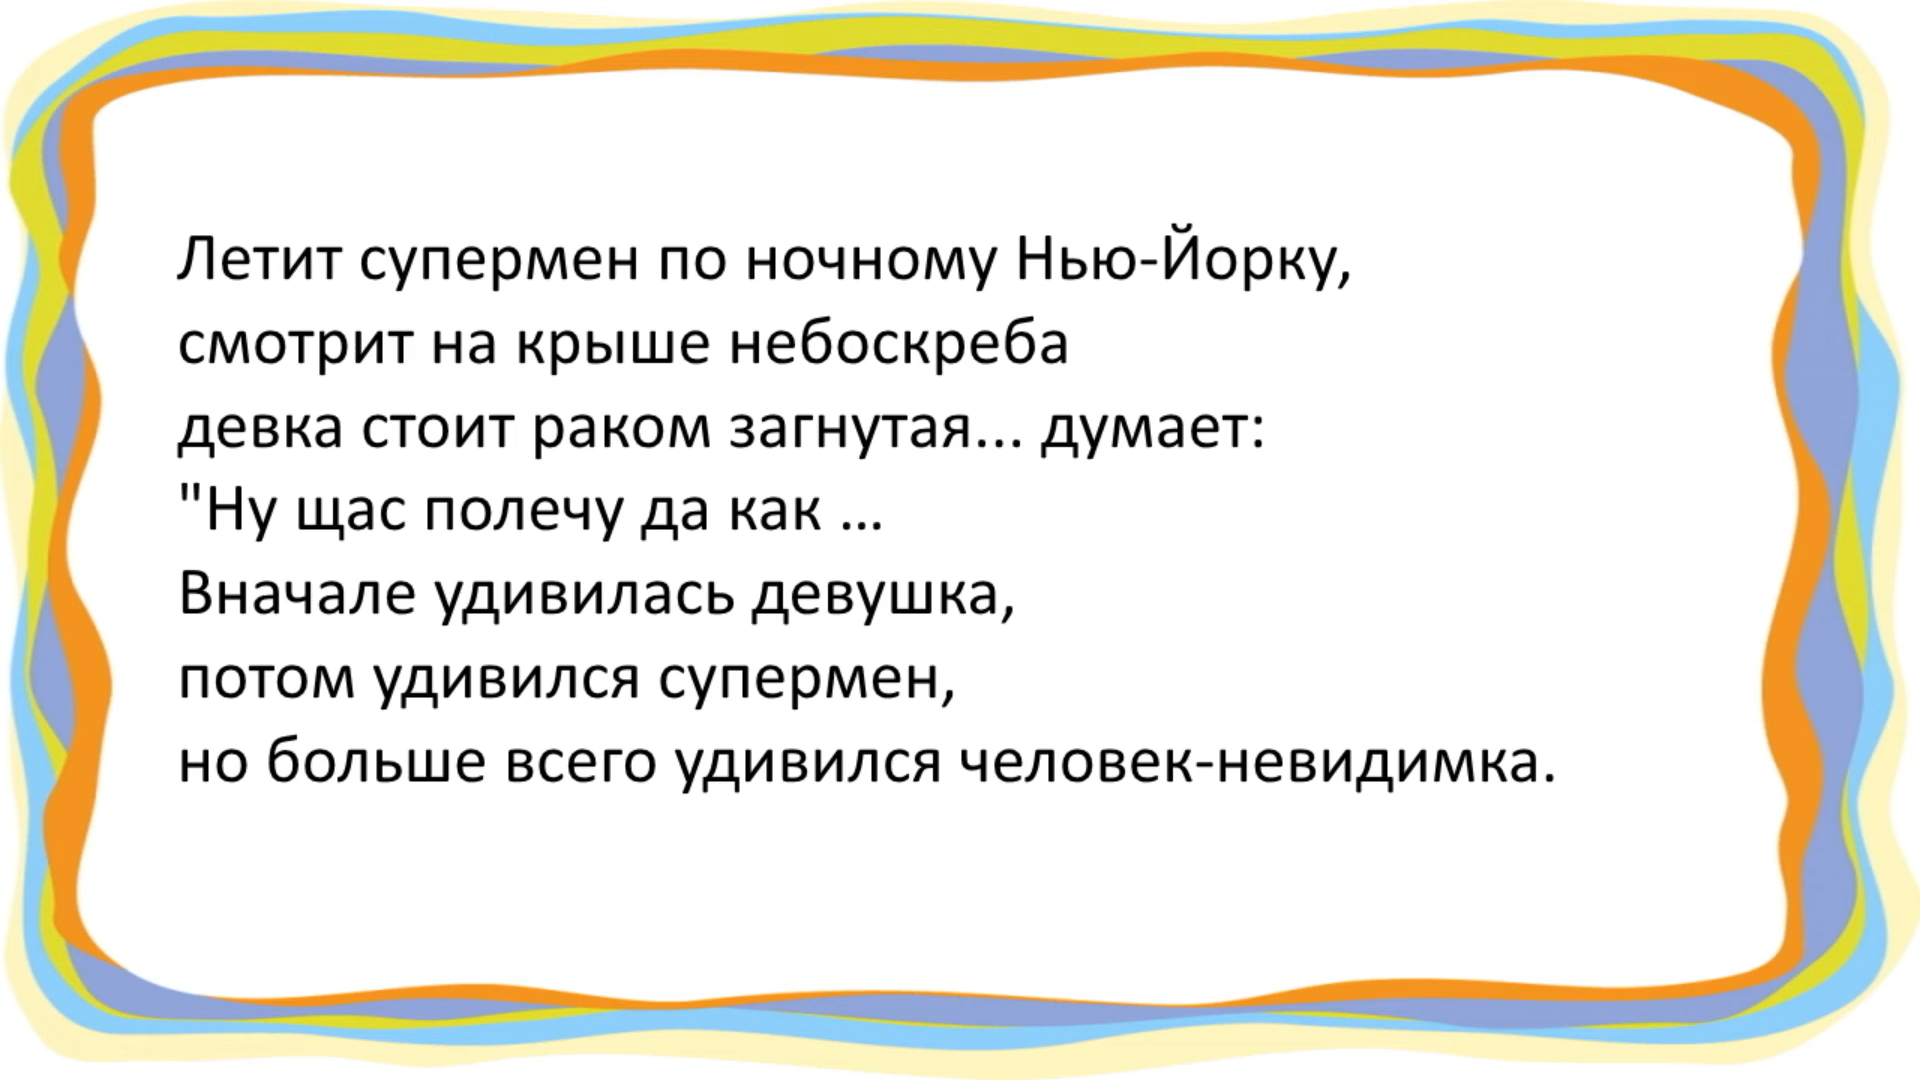 Летит супермен по ночному Нью-Йорку,
смотрит на крыше небоскреба
девка стоит раком загнутая... думает:
"Ну щас полечу да как ...
Вначале удивилась девушка,
потом удивился супермен,
но больше всего удивился человек-невидимка.